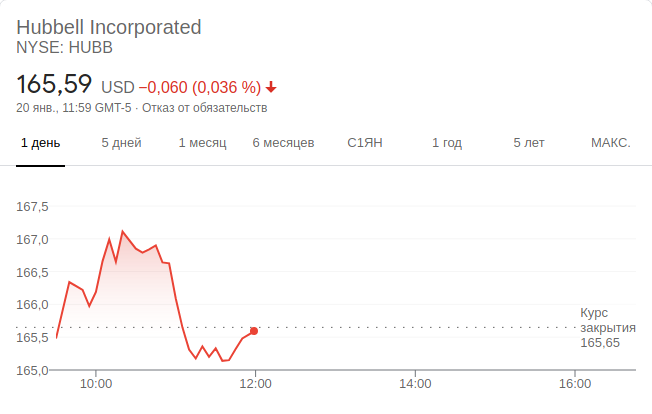 Hubbell Incorporated
NYSE: HUBB
165,59 USD −0,060 (0,036 %)
20 янв., 11:59 GMT-5 · Отказ от обязательств
1 день 5 дней 1 месяц 6 месяцев С1ЯН 1 год 5 лет МАКС.
167,5
167,0
166,5
166,0
165,5
165,0
Курс
закрытия
165,65
10:00 12:00 14:00 16:00